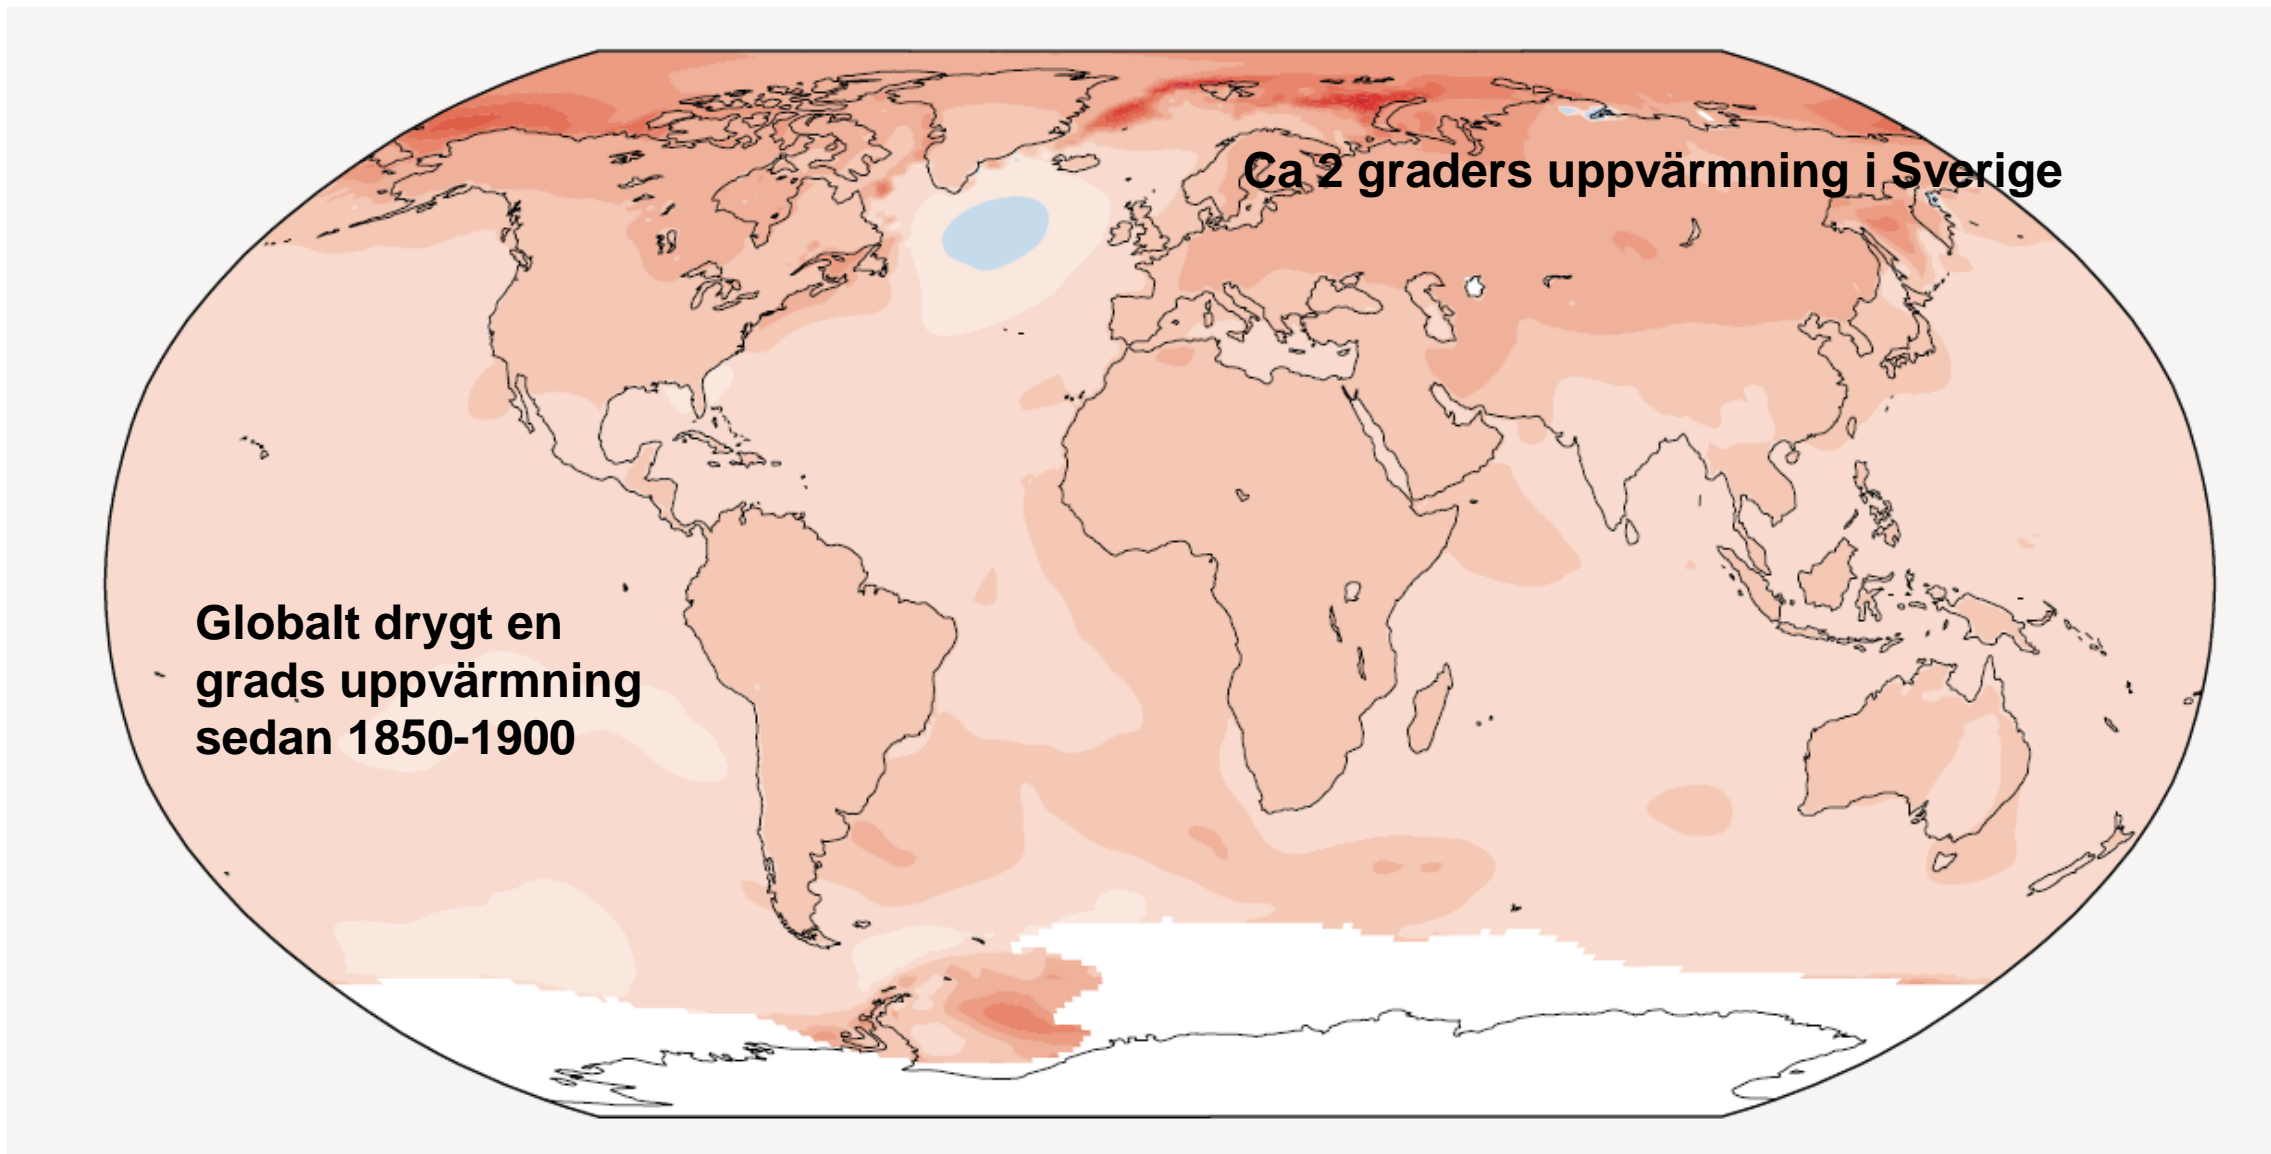 Ca 2 graders uppvärmning i Sverige
Globalt drygt en
grads uppvärmning
sedan 1850-1900